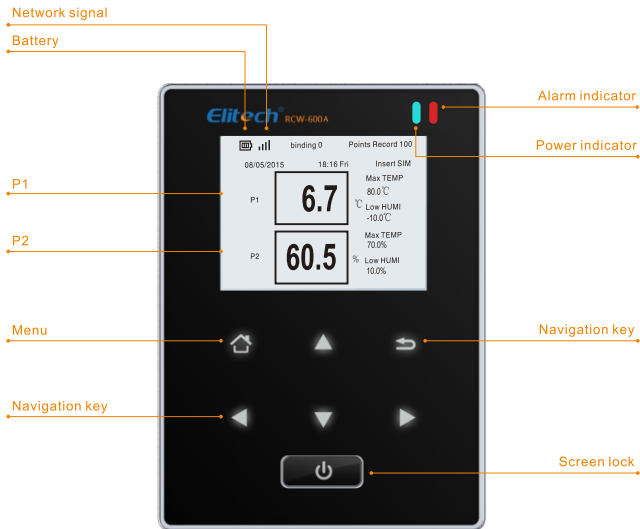 Network signal
Battery
Alarm indicator
Elitech® RCW-600A
Power indicator
binding 0 Points Record 100
08/05/2015 18:16 Fri Insert SIM
P1
P1 6.7 ℃
Max TEMP
80.0℃
Low HUMI
-10.0℃
P2
P2 60.5 %
Max TEMP
70.0%
Low HUMI
10.0%
Menu
Navigation key
Navigation key
Screen lock